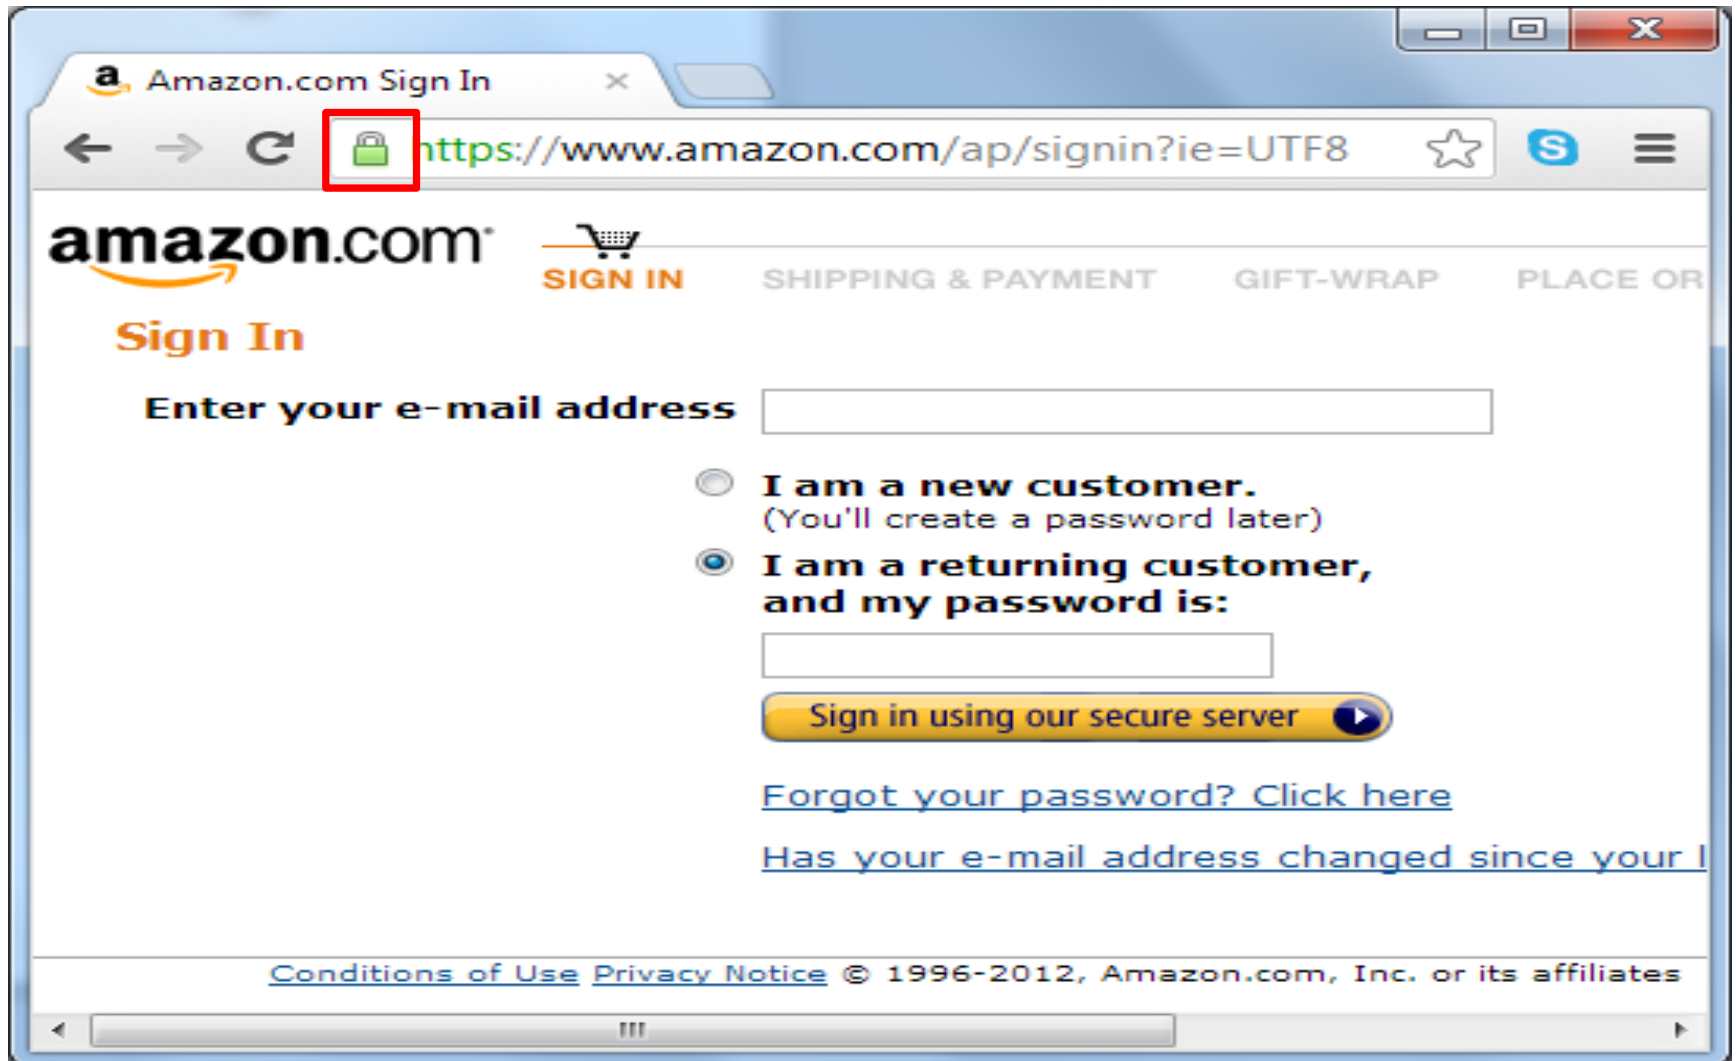 Amazon.com Sign In
https://www.amazon.com/ap/signin?ie=UTF8
amazon.com
SIGN IN SHIPPING & PAYMENT GIFT-WRAP PLACE OR
Sign In
Enter your e-mail address
I am a new customer.
(You'll create a password later)
I am a returning customer,
and my password is:
Sign in using our secure server
Forgot your password? Click here
Has your e-mail address changed since your l
Conditions of Use Privacy Notice © 1996-2012, Amazon.com, Inc. or its affiliates